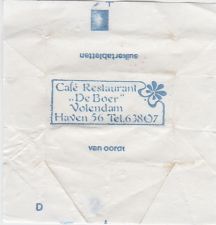 suikertabletten
Café Restaurant
„De Boer"
Volendam
Haven 56 Tel.63807
van oordt
D